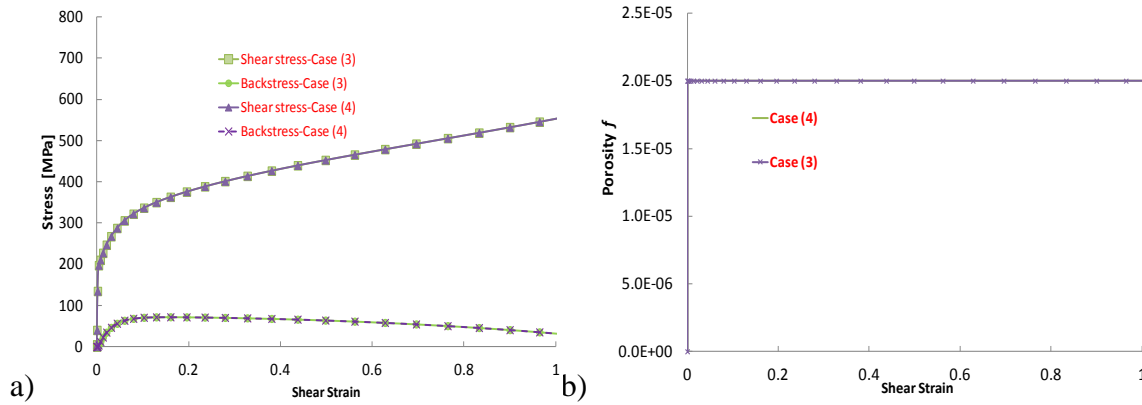 800
700
600
500
400
300
200
100
0
Stress [MPa]
Shear stress-Case (3)
Backstress-Case (3)
Shear stress-Case (4)
Backstress-Case (4)
0 0.2 0.4 0.6 0.8 1
Shear Strain
a)
2.5E-05
2.0E-05
1.5E-05
1.0E-05
5.0E-06
0.0E+00
Porosity f
Case (4)
Case (3)
0 0.2 0.4 0.6 0.8 1
Shear Strain
b)